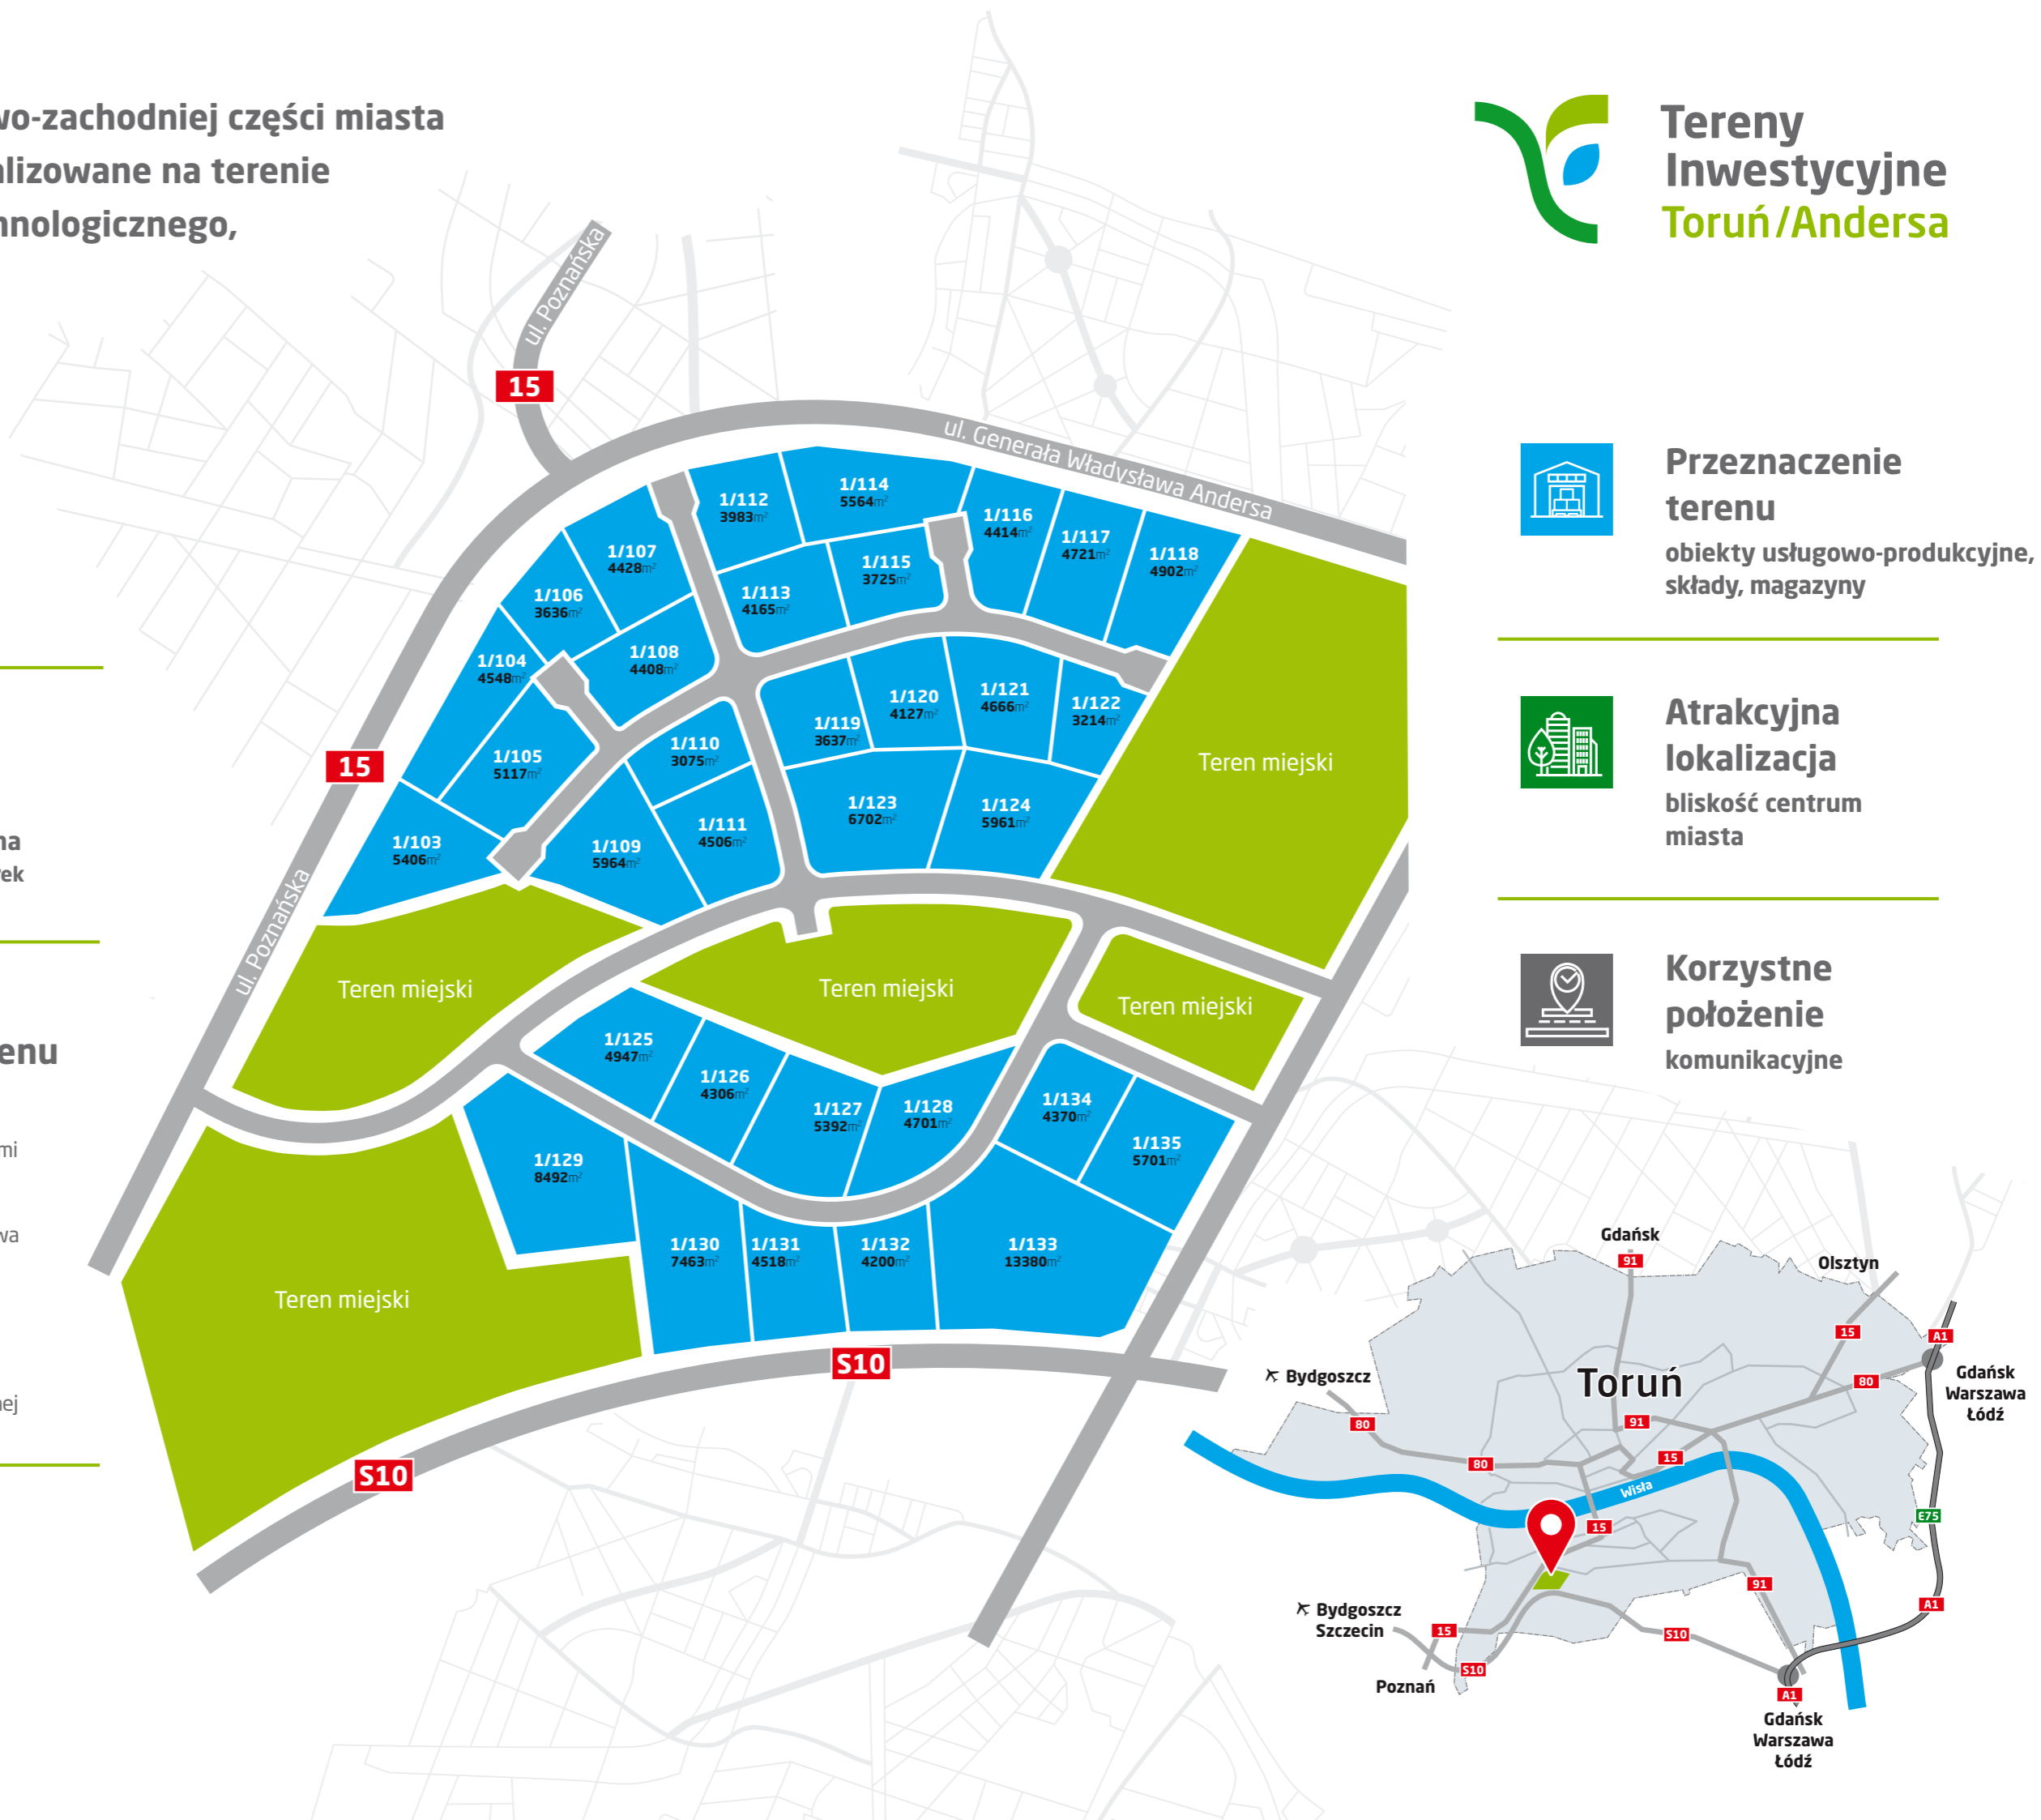 wo-zachodniej części miasta
alizowane na terenie
hnologicznego,
na
ek
enu
mi
wa
nej
Tereny
Inwestycyjne
Toruń/Andersa
Przeznaczenie
terenu
obiekty usługowo-produkcyjne,
składy, magazyny
Atrakcyjna
lokalizacja
bliskość centrum
miasta
Korzystne
położenie
komunikacyjne
ul. Poznańska
15
ul. Generała Władysława Andersa
15
ul. Poznańska
1/112
3983m²
1/114
5564m²
1/116
4414m²
1/117
4721m²
1/118
4902m²
1/107
4428m²
1/115
3725m²
1/113
4165m²
1/106
3636m²
1/108
4408m²
1/104
4548m²
1/105
5117m²
1/110
3075m²
1/119
3637m²
1/120
4127m²
1/121
4666m²
1/122
3214m²
1/103
5406m²
1/109
5964m²
1/111
4506m²
1/123
6702m²
1/124
5961m²
Teren miejski
Teren miejski
Teren miejski
Teren miejski
1/125
4947m²
1/126
4306m²
1/127
5392m²
1/128
4701m²
1/134
4370m²
1/135
5701m²
1/129
8492m²
1/130
7463m²
1/131
4518m²
1/132
4200m²
1/133
13380m²
Teren miejski
S10
S10
Gdańsk
91
Olsztyn
15
A1
Gdańsk
Warszawa
Łódź
80
Toruń
Bydgoszcz
80
91
80
15
Wisła
15
E75
91
A1
Bydgoszcz
Szczecin
15
S10
S10
Poznań
A1
Gdańsk
Warszawa
Łódź